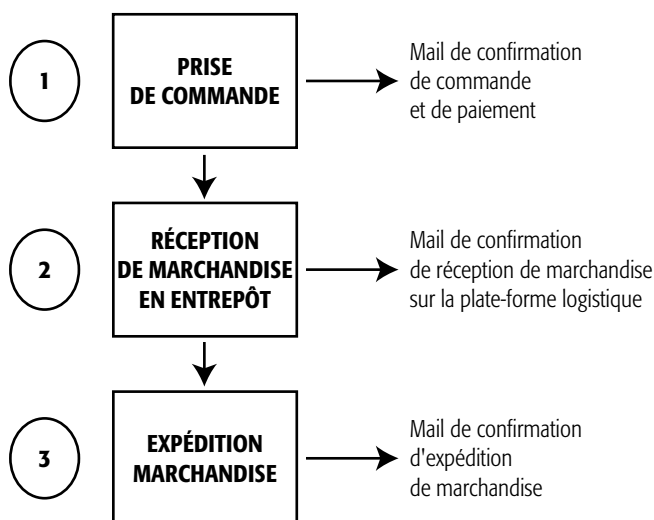 1
PRISE
DE COMMANDE
Mail de confirmation
de commande
et de paiement
2
RÉCEPTION
DE MARCHANDISE
EN ENTREPÔT
Mail de confirmation
de réception de marchandise
sur la plate-forme logistique
3
EXPÉDITION
MARCHANDISE
Mail de confirmation
d'expédition
de marchandise